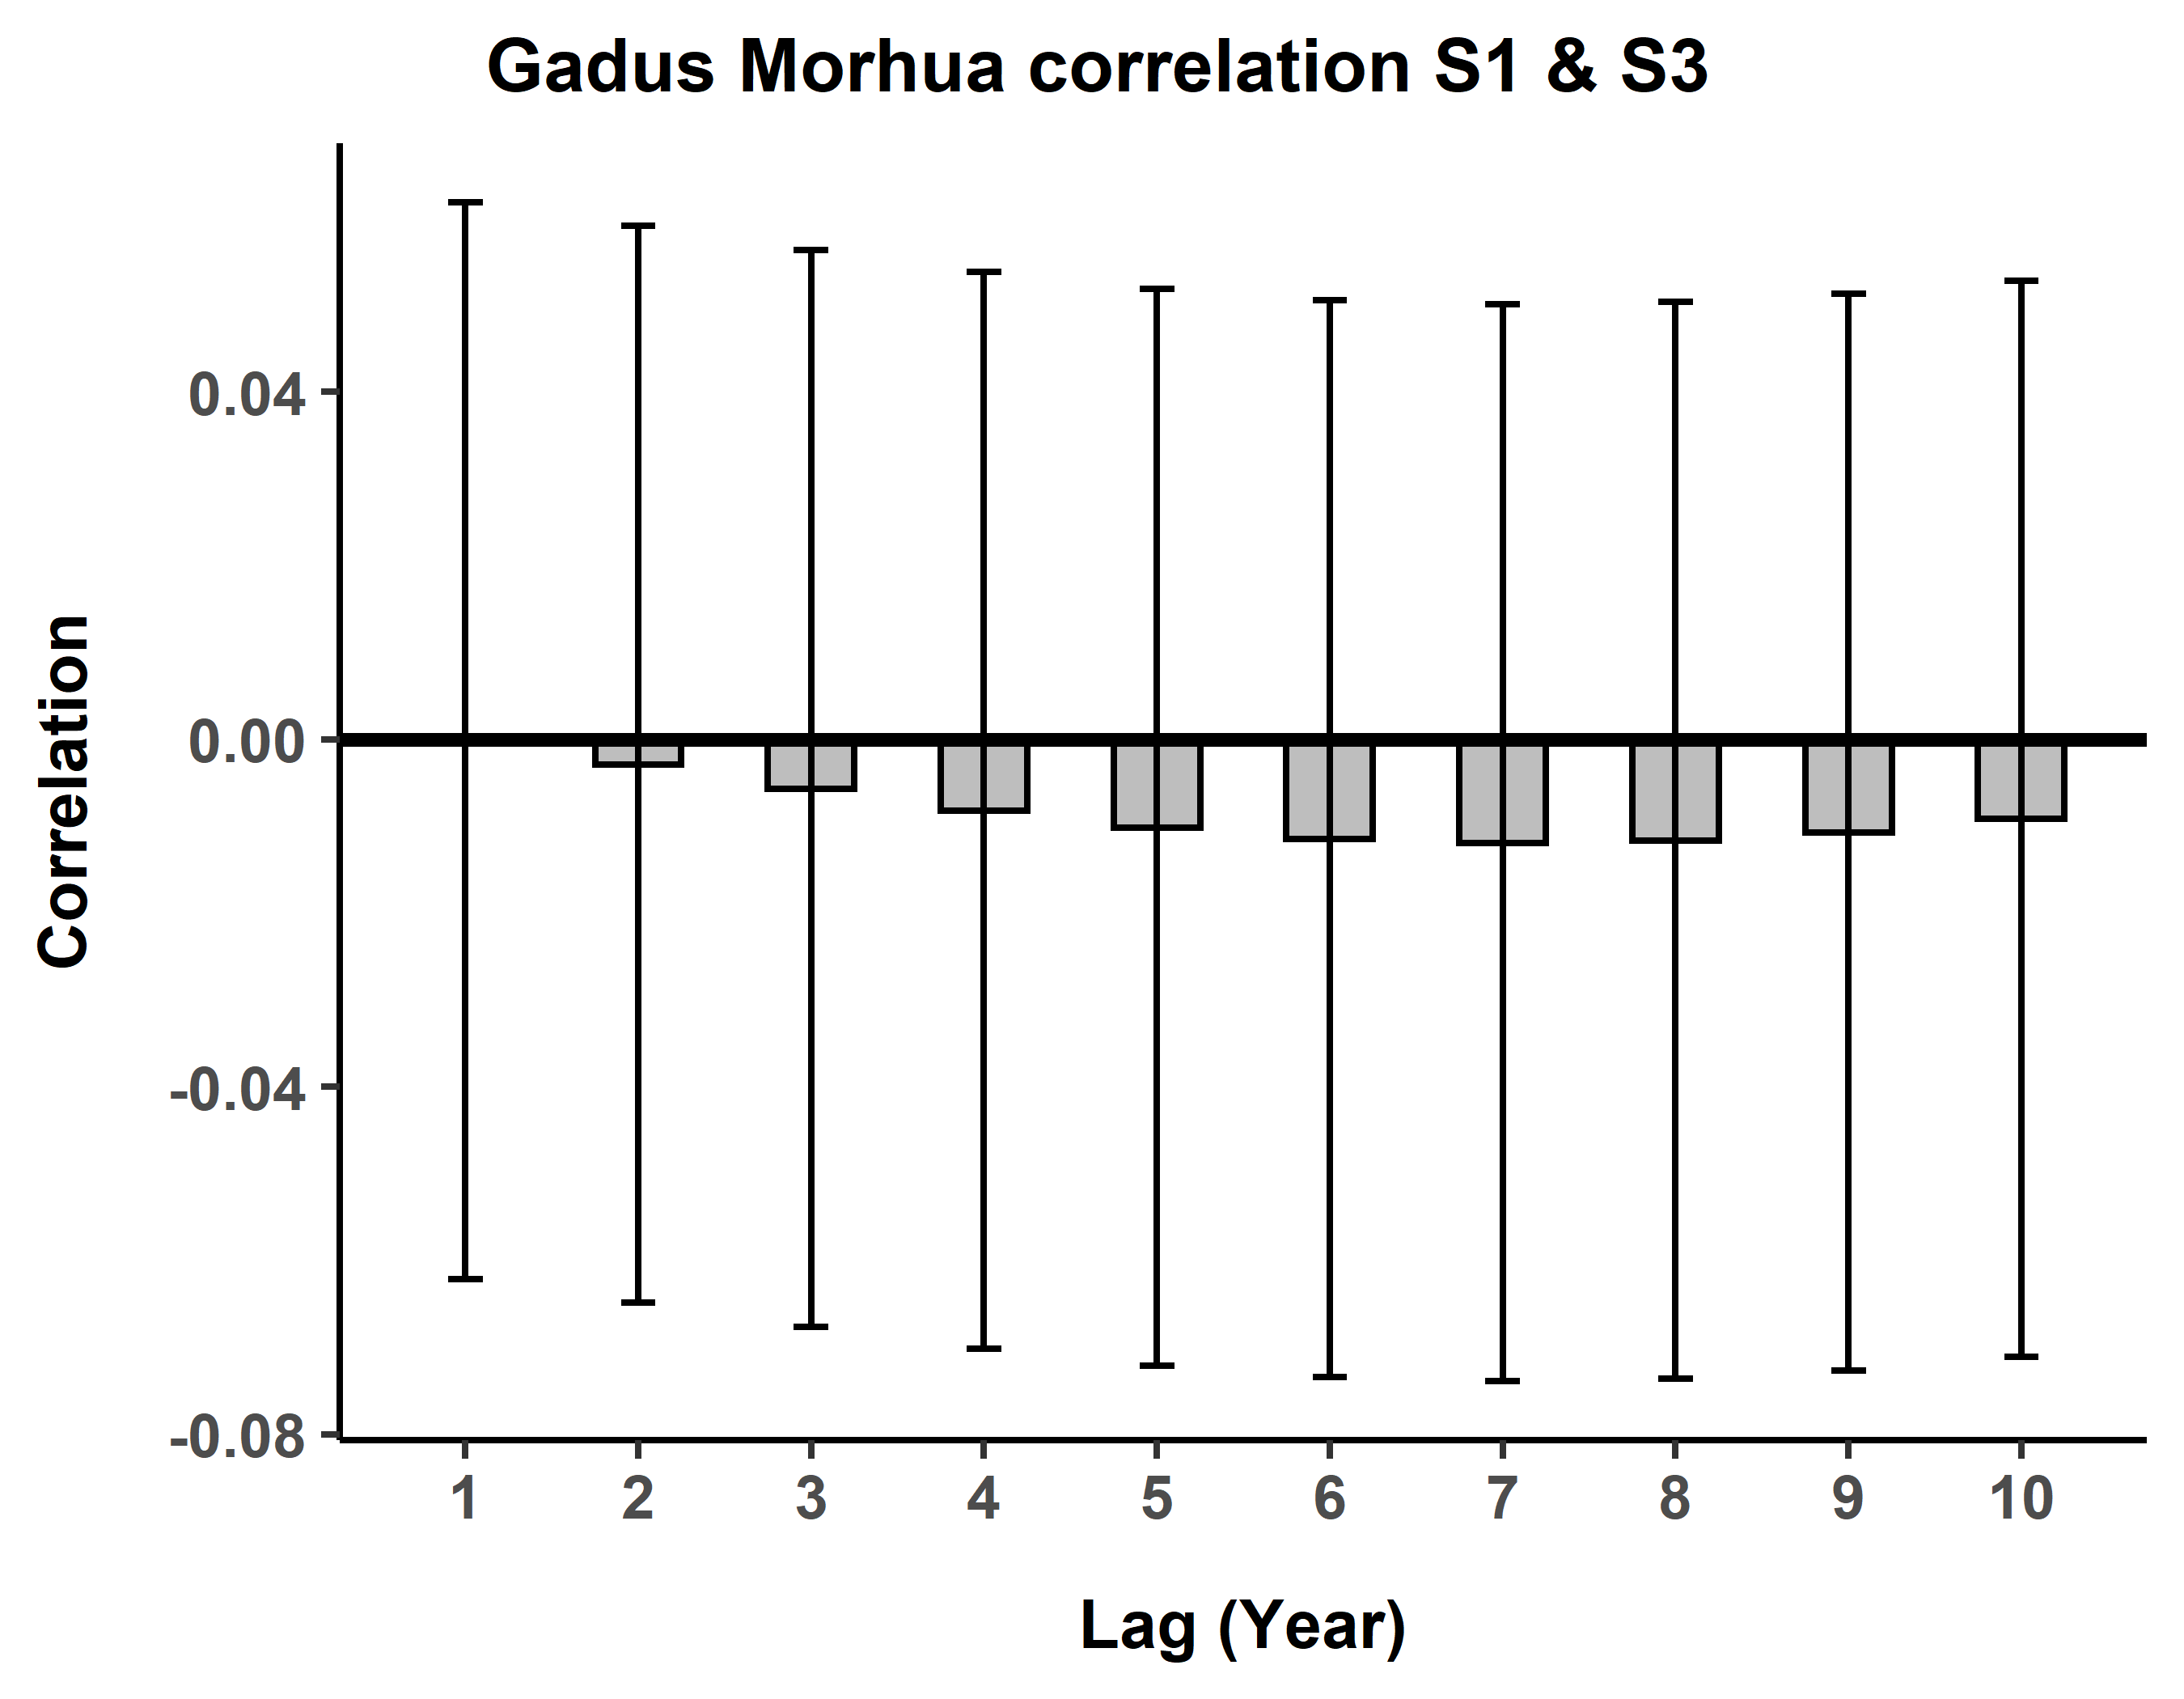 Gadus Morhua correlation S1 & S3
Correlation
0.04
0.00
-0.04
-0.08
1 2 3 4 5 6 7 8 9 10
Lag (Year)